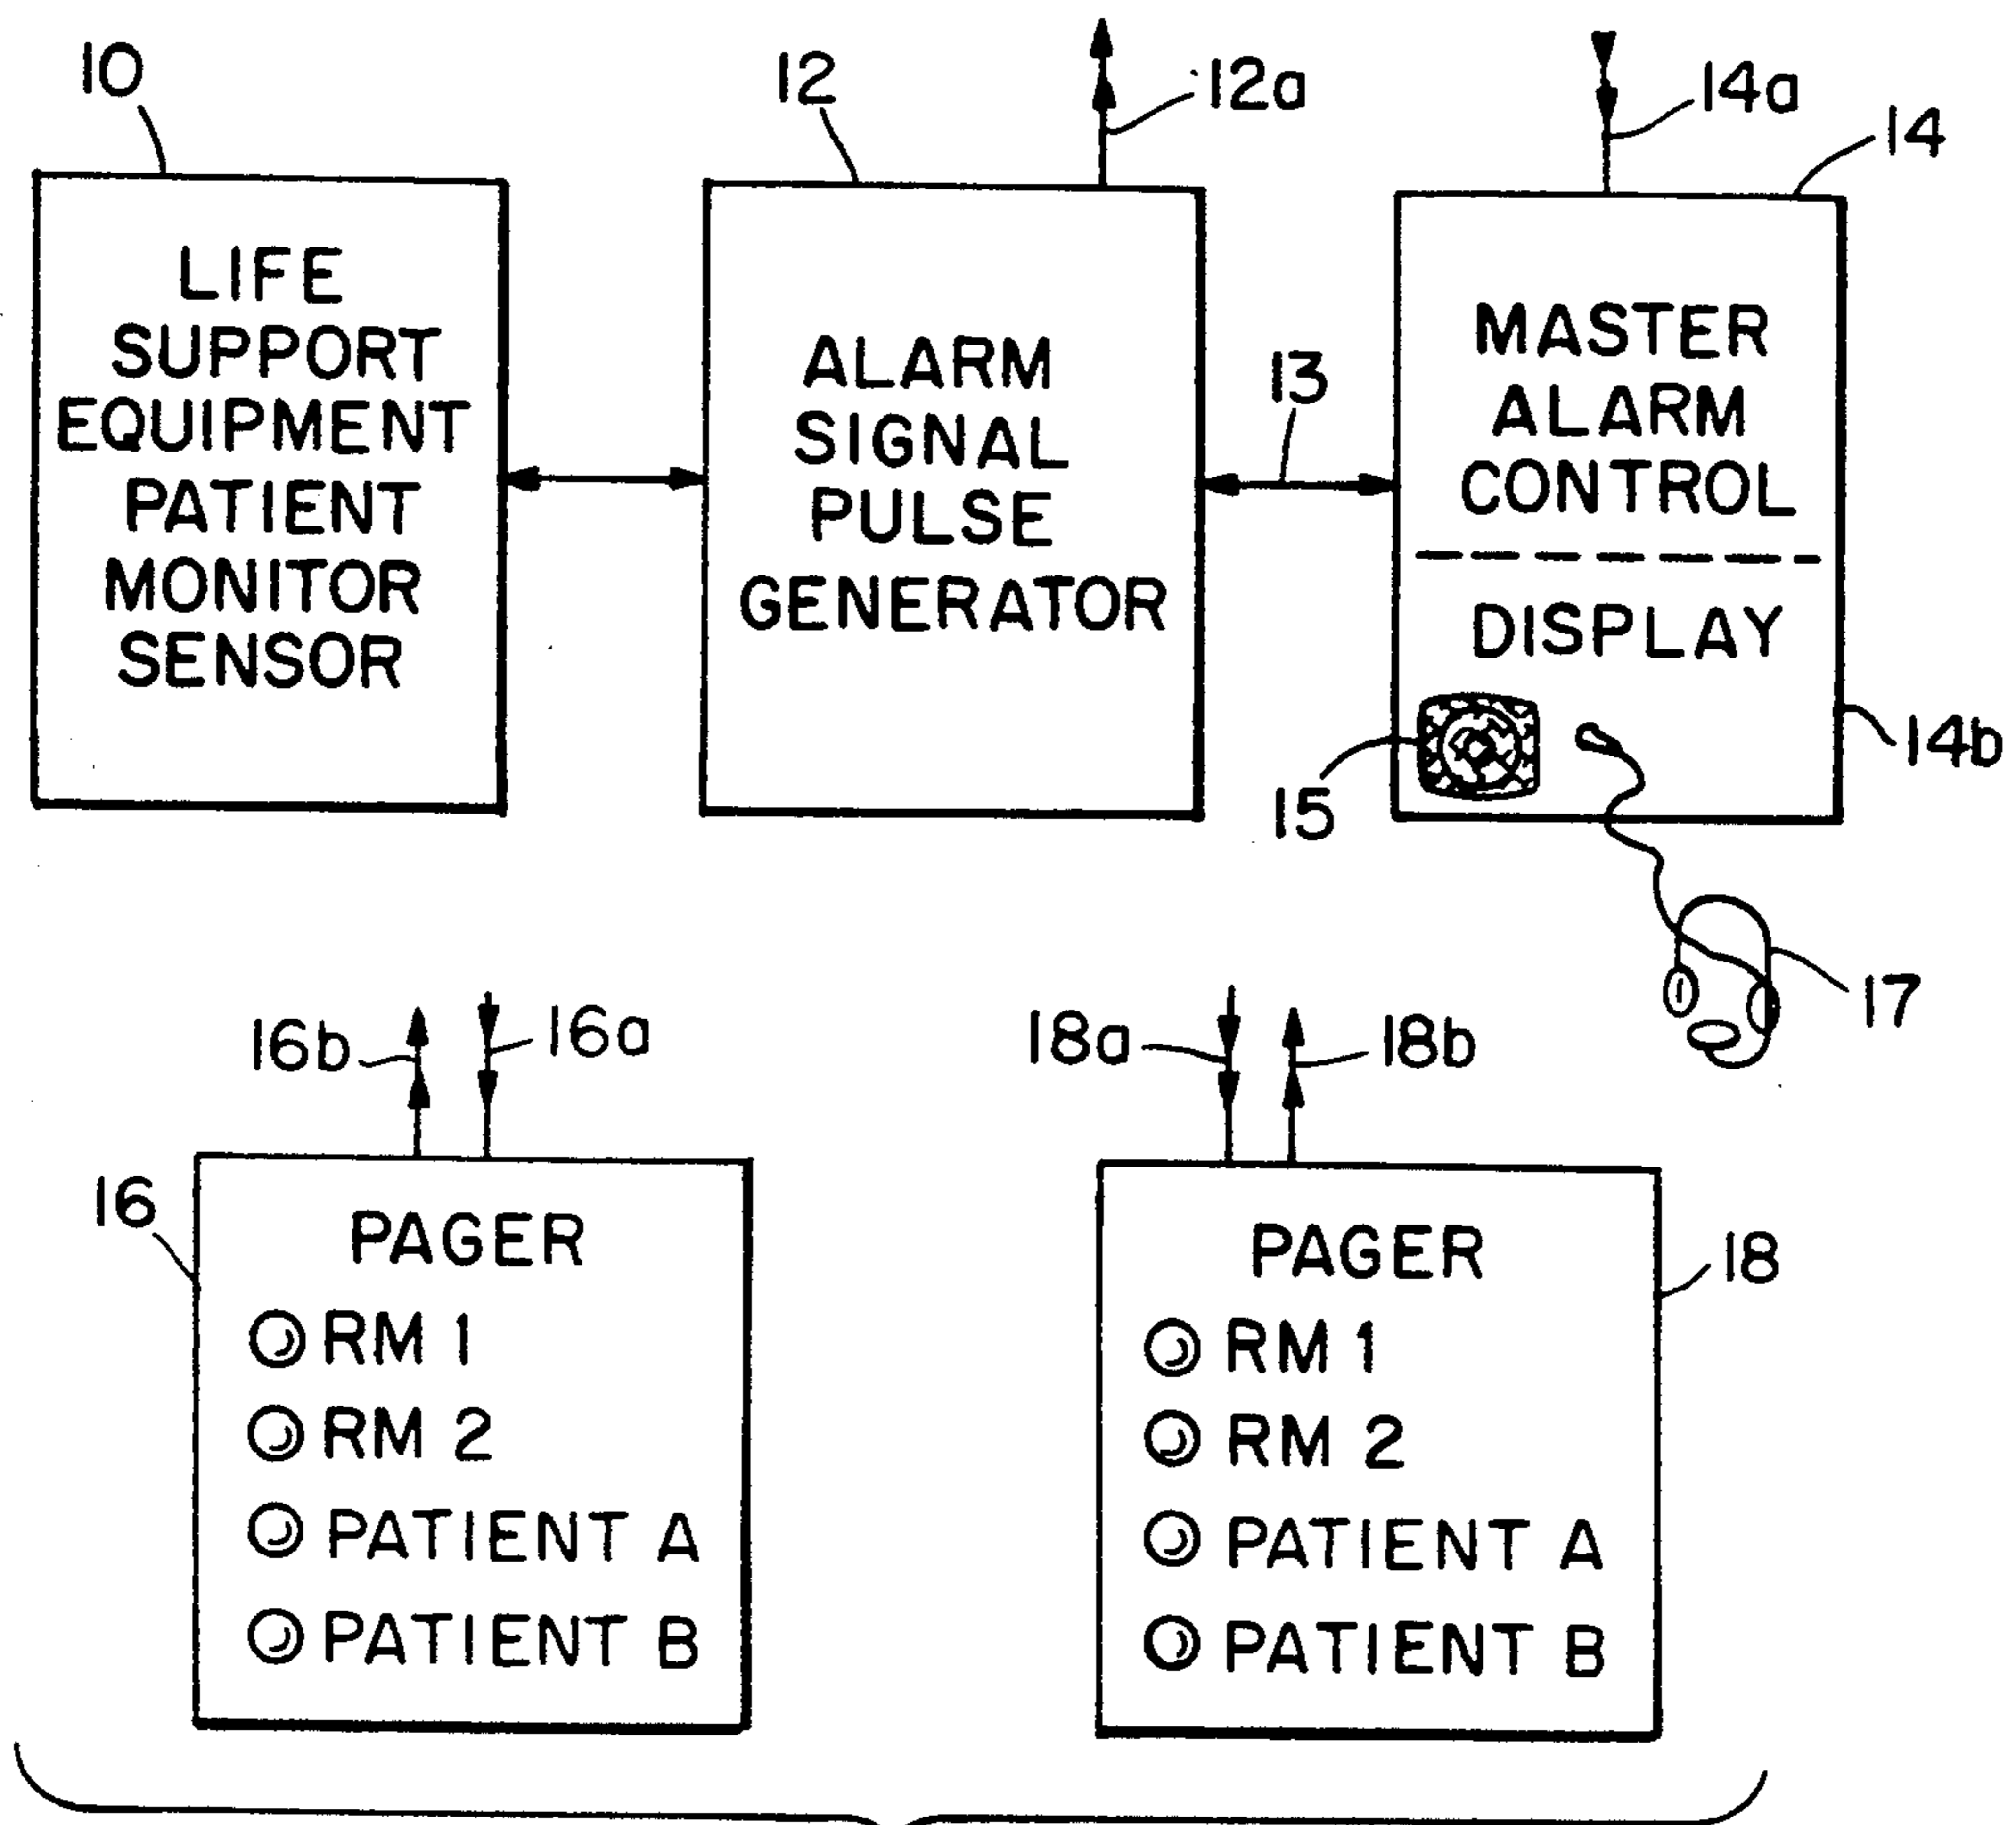 10
12
12a
14a
14
LIFE
SUPPORT
EQUIPMENT
PATIENT
MONITOR
SENSOR
ALARM
SIGNAL
PULSE
GENERATOR
13
MASTER
ALARM
CONTROL
DISPLAY
14b
15
17
16b
16a
18a
18b
16
PAGER
RM 1
RM 2
PATIENT A
PATIENT B
PAGER
RM 1
RM 2
PATIENT A
PATIENT B
18